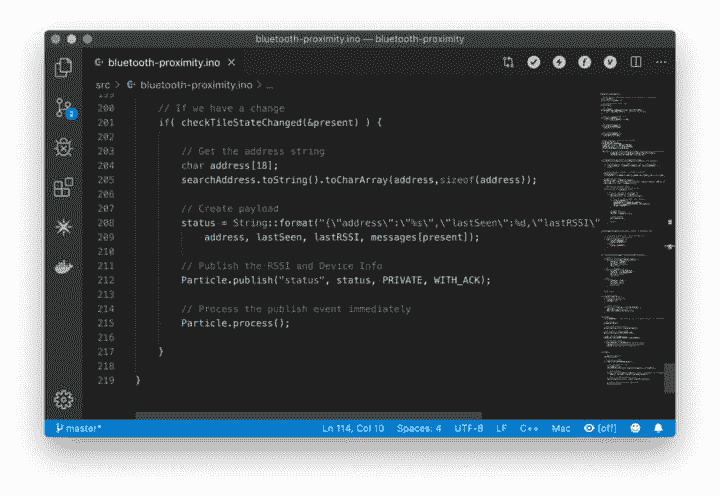 bluetooth-proximity.ino — bluetooth-proximity
bluetooth-proximity.ino ×
src > bluetooth-proximity.ino > ...
199
200 // If we have a change
201 if( checkTileStateChanged(&present) ) {
202
203 // Get the address string
204 char address[18];
205 searchAddress.toString().toCharArray(address,sizeof(address));
206
207 // Create payload
208 status = String::format("{\"address\":\"%s\",\"lastSeen\":%d,\"lastRSSI\"
209 address, lastSeen, lastRSSI, messages[present]);
210
211 // Publish the RSSI and Device Info
212 Particle.publish("status", status, PRIVATE, WITH_ACK);
213
214 // Process the publish event immediately
215 Particle.process();
216
217 }
218
219 }
master* Ln 114, Col 10 Spaces: 4 UTF-8 LF C++ Mac (off)